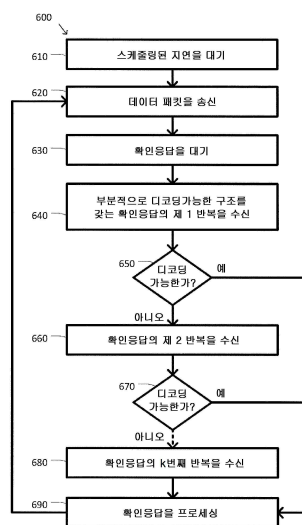 600
610
스케줄링된 지연을 대기
620
데이터 패킷을 송신
630
확인응답을 대기
640
부분적으로 디코딩가능한 구조를
갖는 확인응답의 제 1 반복을 수신
650
디코딩
가능한가?
예
아니오
660
확인응답의 제 2 반복을 수신
670
디코딩
가능한가?
예
아니오
680
확인응답의 k번째 반복을 수신
690
확인응답을 프로세싱